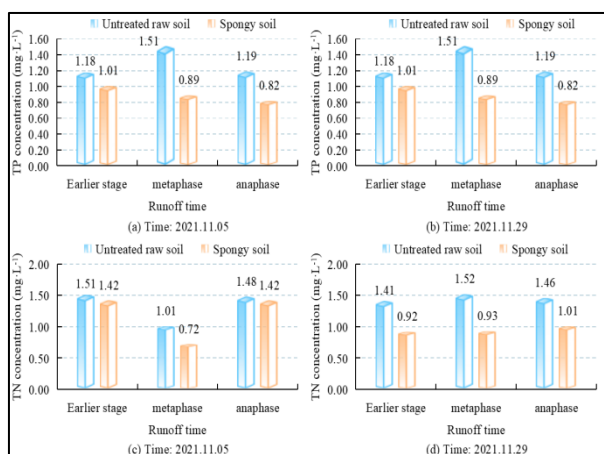 Untreated raw soil Spongy soil
TP concentration (mg·L⁻¹)
1.60
1.40
1.20
1.00
0.80
0.60
0.40
0.20
0.00
1.18
1.01
1.51
0.89
1.19
0.82
Earlier stage metaphase anaphase
Runoff time
(a) Time: 2021.11.05
Untreated raw soil Spongy soil
TP concentration (mg·L⁻¹)
1.60
1.40
1.20
1.00
0.80
0.60
0.40
0.20
0.00
1.18
1.01
1.51
0.89
1.19
0.82
Earlier stage metaphase anaphase
Runoff time
(b) Time: 2021.11.29
Untreated raw soil Spongy soil
TN concentration (mg·L⁻¹)
2.00
1.50
1.00
0.50
0.00
1.51
1.42
1.01
0.72
1.48
1.42
Earlier stage metaphase anaphase
Runoff time
(c) Time: 2021.11.05
Untreated raw soil Spongy soil
TN concentration (mg·L⁻¹)
2.00
1.50
1.00
0.50
0.00
1.41
0.92
1.52
0.93
1.46
1.01
Earlier stage metaphase anaphase
Runoff time
(d) Time: 2021.11.29